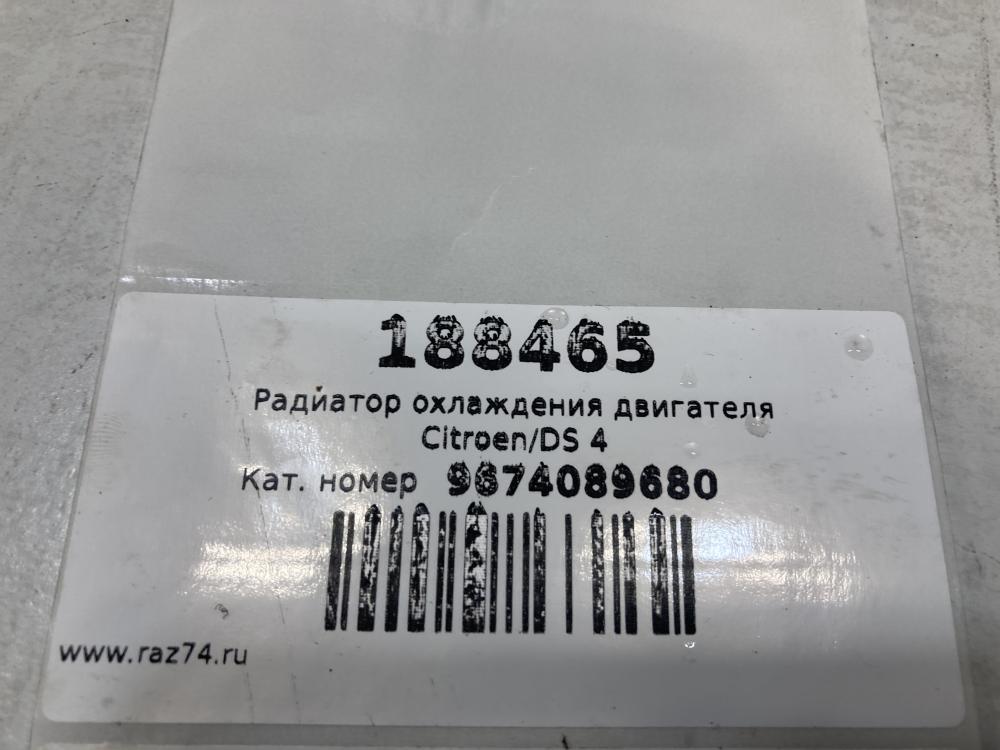 188465
Радиатор охлаждения двигателя
Citroen/DS 4
Кат. номер 9674089680
www.raz74.ru